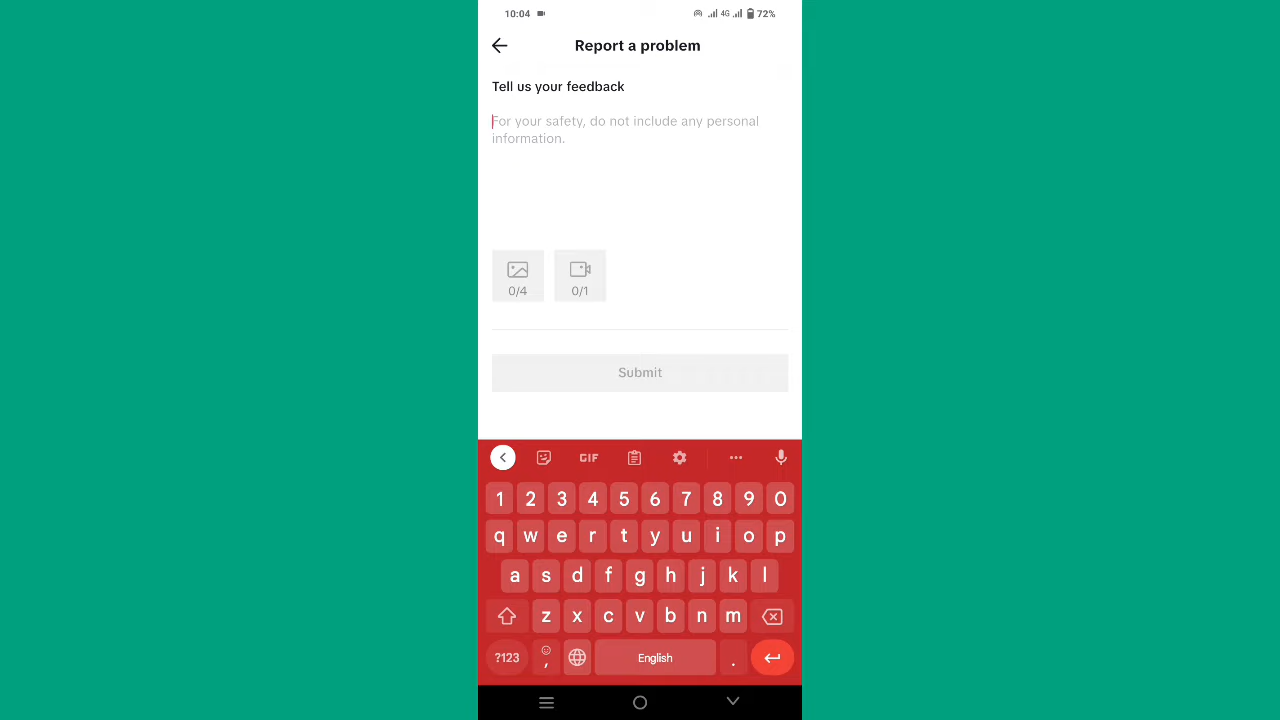 10:04 4G 72%
Report a problem
Tell us your feedback
For your safety, do not include any personal
information.
0/4 0/1
Submit
GIF
1 2 3 4 5 6 7 8 9 0
q w e r t y u i o p
a s d f g h j k l
z x c v b n m
?123 , English .